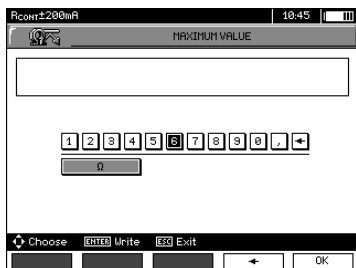 RCONT±200mA 10:45
MAXIMUM VALUE
1 2 3 4 5 6 7 8 9 0 , ←
Ω
Choose ENTER Write ESC Exit
← OK